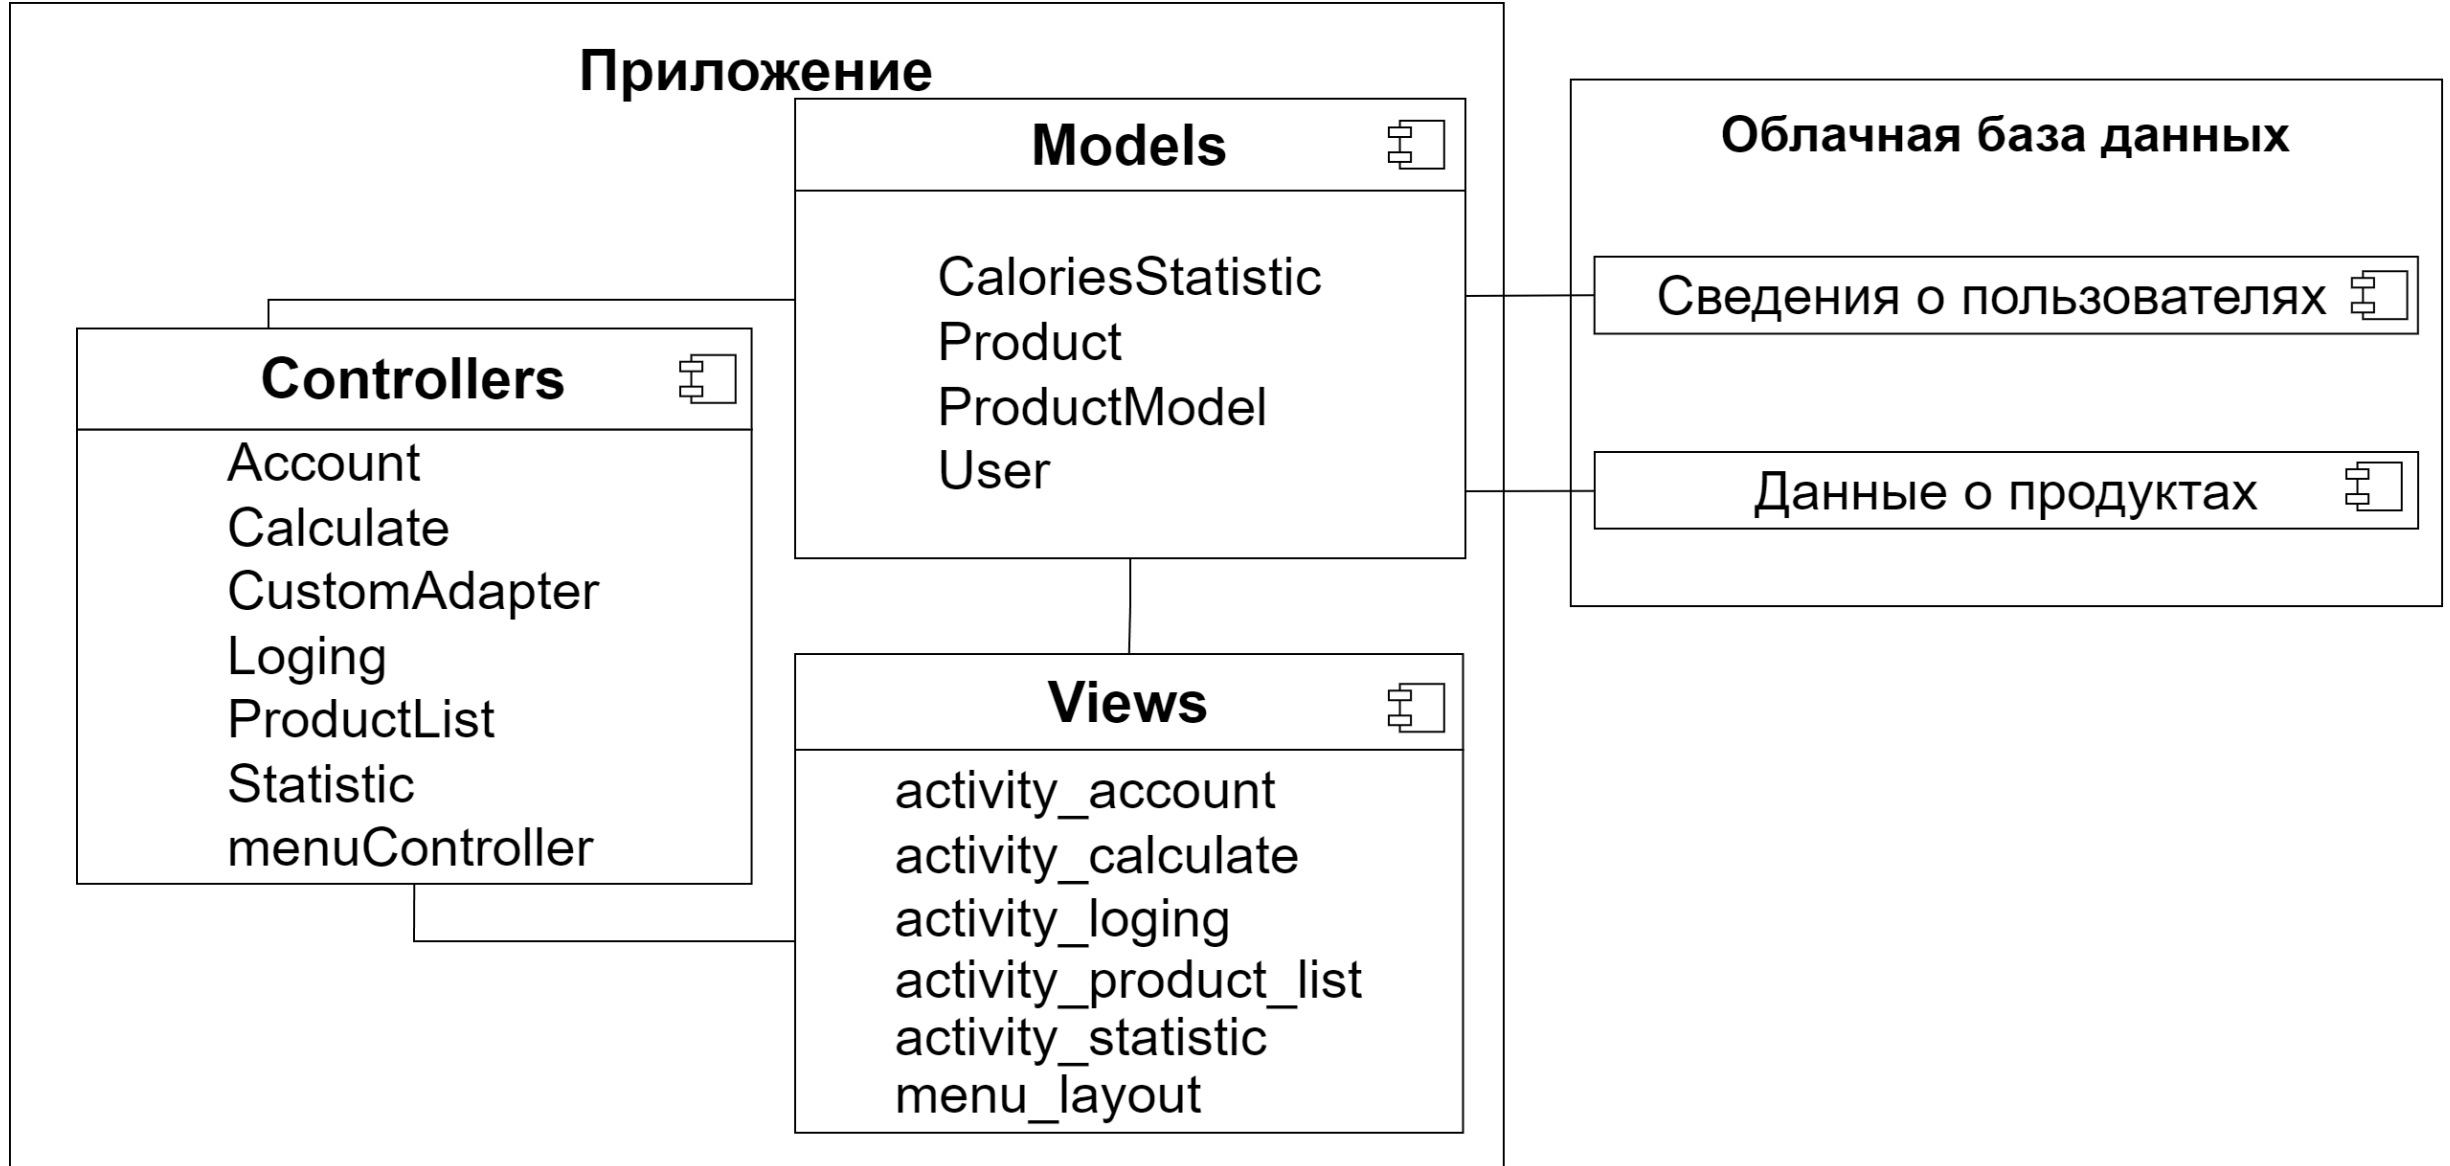 Приложение
Models
CaloriesStatistic
Product
ProductModel
User
Controllers
Account
Calculate
CustomAdapter
Loging
ProductList
Statistic
menuController
Views
activity_account
activity_calculate
activity_loging
activity_product_list
activity_statistic
menu_layout
Облачная база данных
Сведения о пользователях
Данные о продуктах